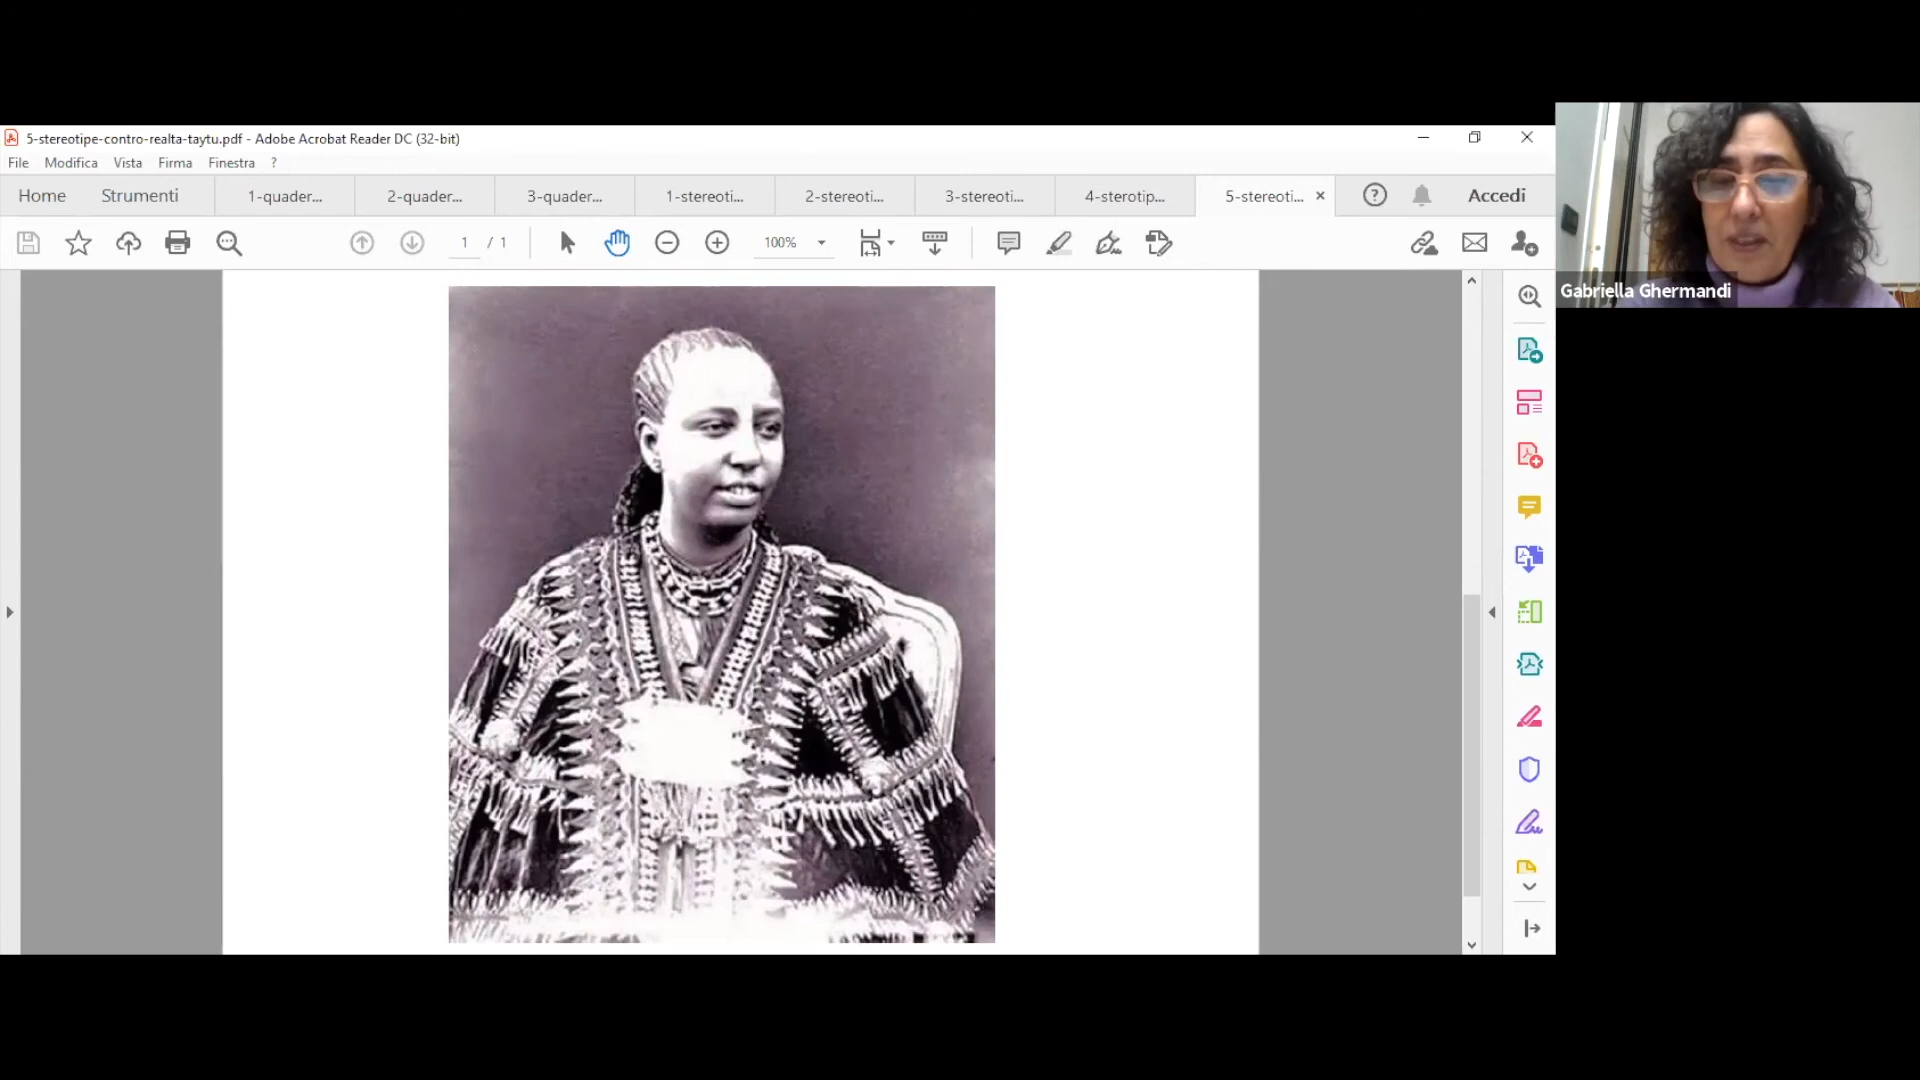 5-stereotipe-contro-realta-taytu.pdf - Adobe Acrobat Reader DC (32-bit)
File Modifica Vista Firma Finestra ?
Home Strumenti 1-quader... 2-quader... 3-quader... 1-stereoti... 2-stereoti... 3-stereoti... 4-sterotip... 5-stereoti... × Accedi
1 / 1 100%
Gabriella Ghermandi